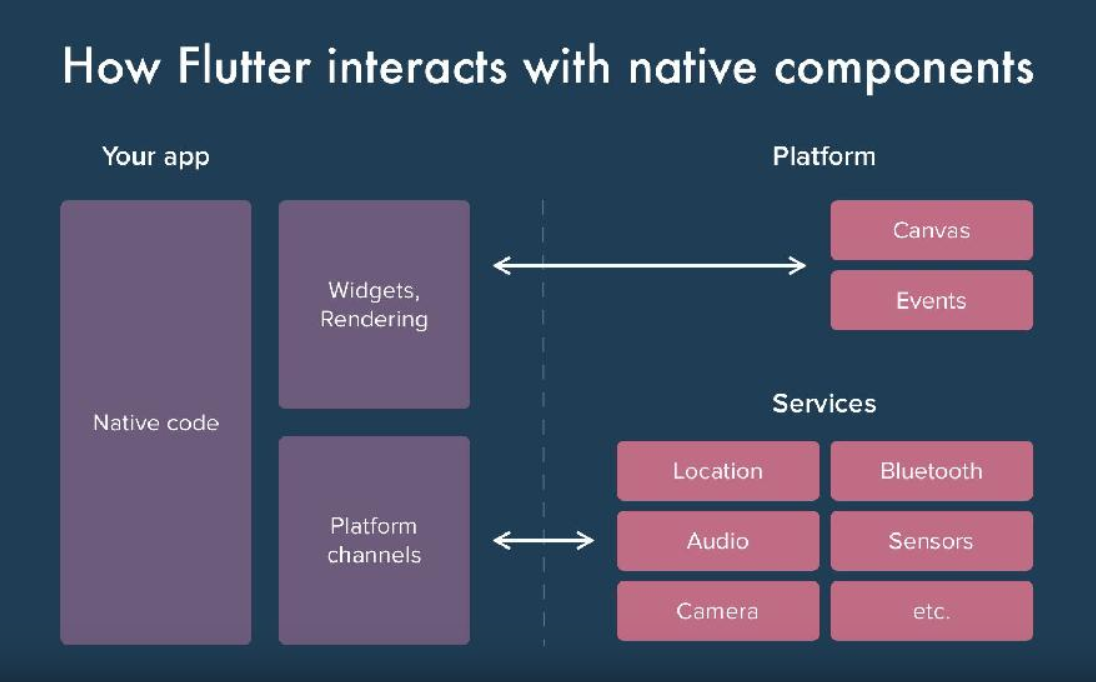 How Flutter interacts with native components
Your app
Platform
Native code
Widgets,
Rendering
Platform
channels
Canvas
Events
Services
Location
Bluetooth
Audio
Sensors
Camera
etc.